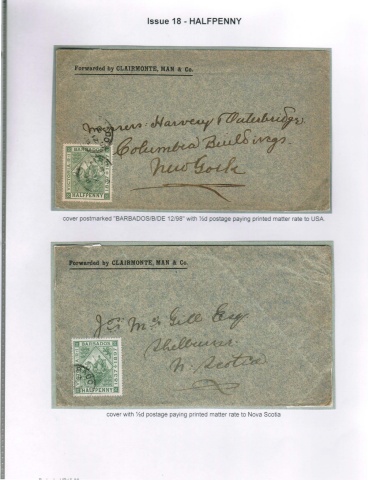 Issue 18 - HALFPENNY
Forwarded by CLAIRMONTE, MAN & Co.
Messrs Harvey & Outerbridge
Columbia Buildings
New York
BARBADOS
HALFPENNY
cover postmarked "BARBADOS/B/DE 12/98" with ½d postage paying printed matter rate to USA.
Forwarded by CLAIRMONTE, MAN & Co.
Gill Esq
Shelburne
N. Scotia
BARBADOS
HALFPENNY
cover with ½d postage paying printed matter rate to Nova Scotia